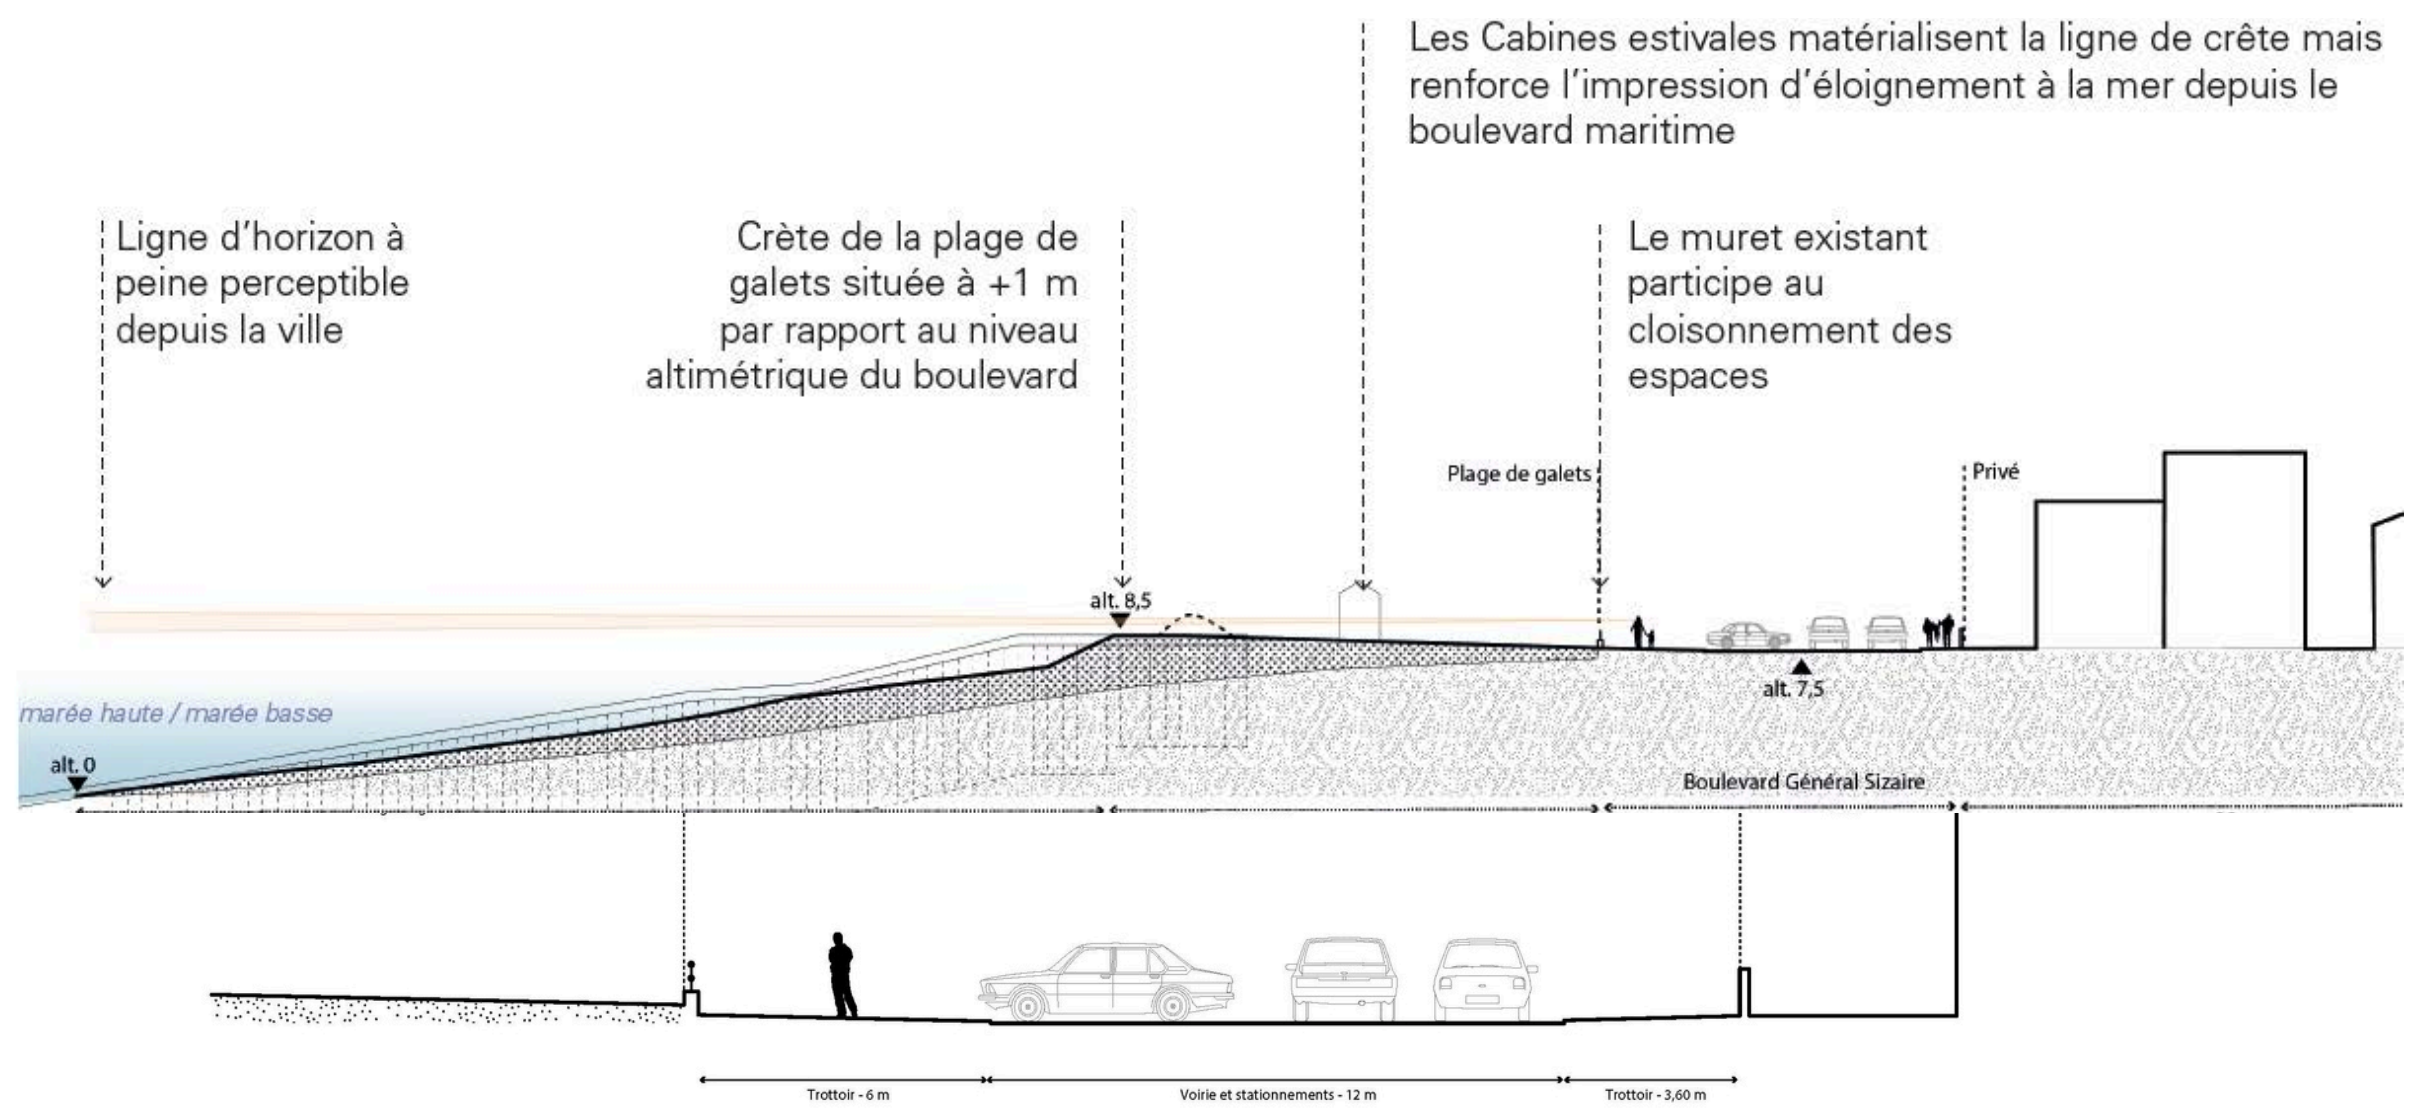 Les Cabines estivales matérialisent la ligne de crête mais
renforce l'impression d'éloignement à la mer depuis le
boulevard maritime
Ligne d'horizon à
peine perceptible
depuis la ville
Crète de la plage de
galets située à +1 m
par rapport au niveau
altimétrique du boulevard
Le muret existant
participe au
cloisonnement des
espaces
Plage de galets
Privé
alt. 8,5
alt. 7,5
marée haute / marée basse
alt. 0
Boulevard Général Sizaire
Trottoir - 6 m
Voirie et stationnements - 12 m
Trottoir - 3,60 m